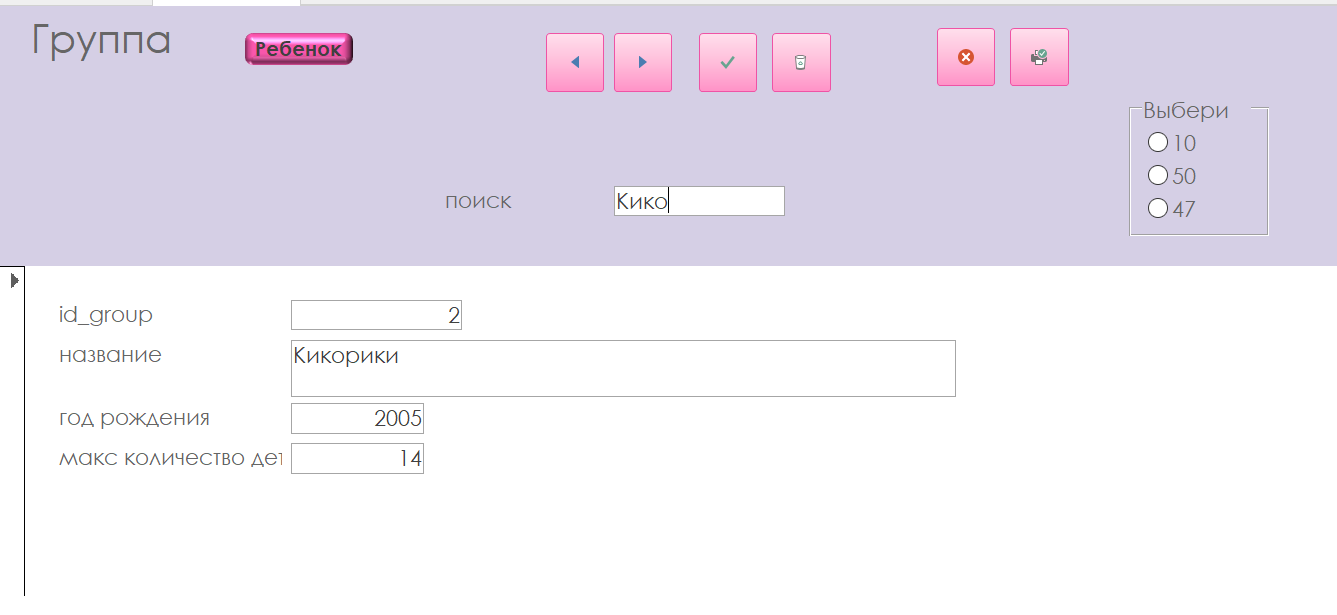 Группа
Ребенок
Выбери
10
50
47
поиск
Кико
id_group
2
название
Кикорики
год рождения
2005
макс количество дет
14